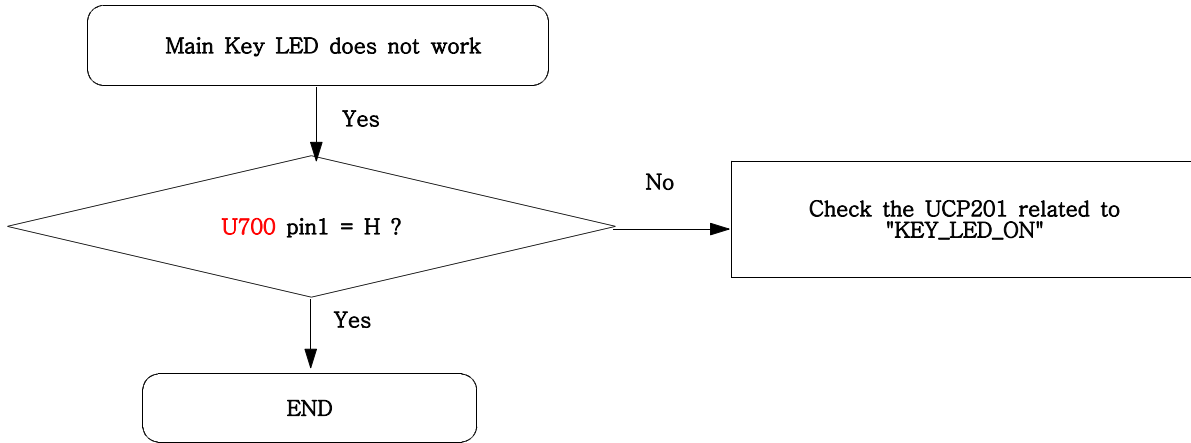 Main Key LED does not work
Yes
No
U700 pin1 = H ?
Check the UCP201 related to
"KEY_LED_ON"
Yes
END